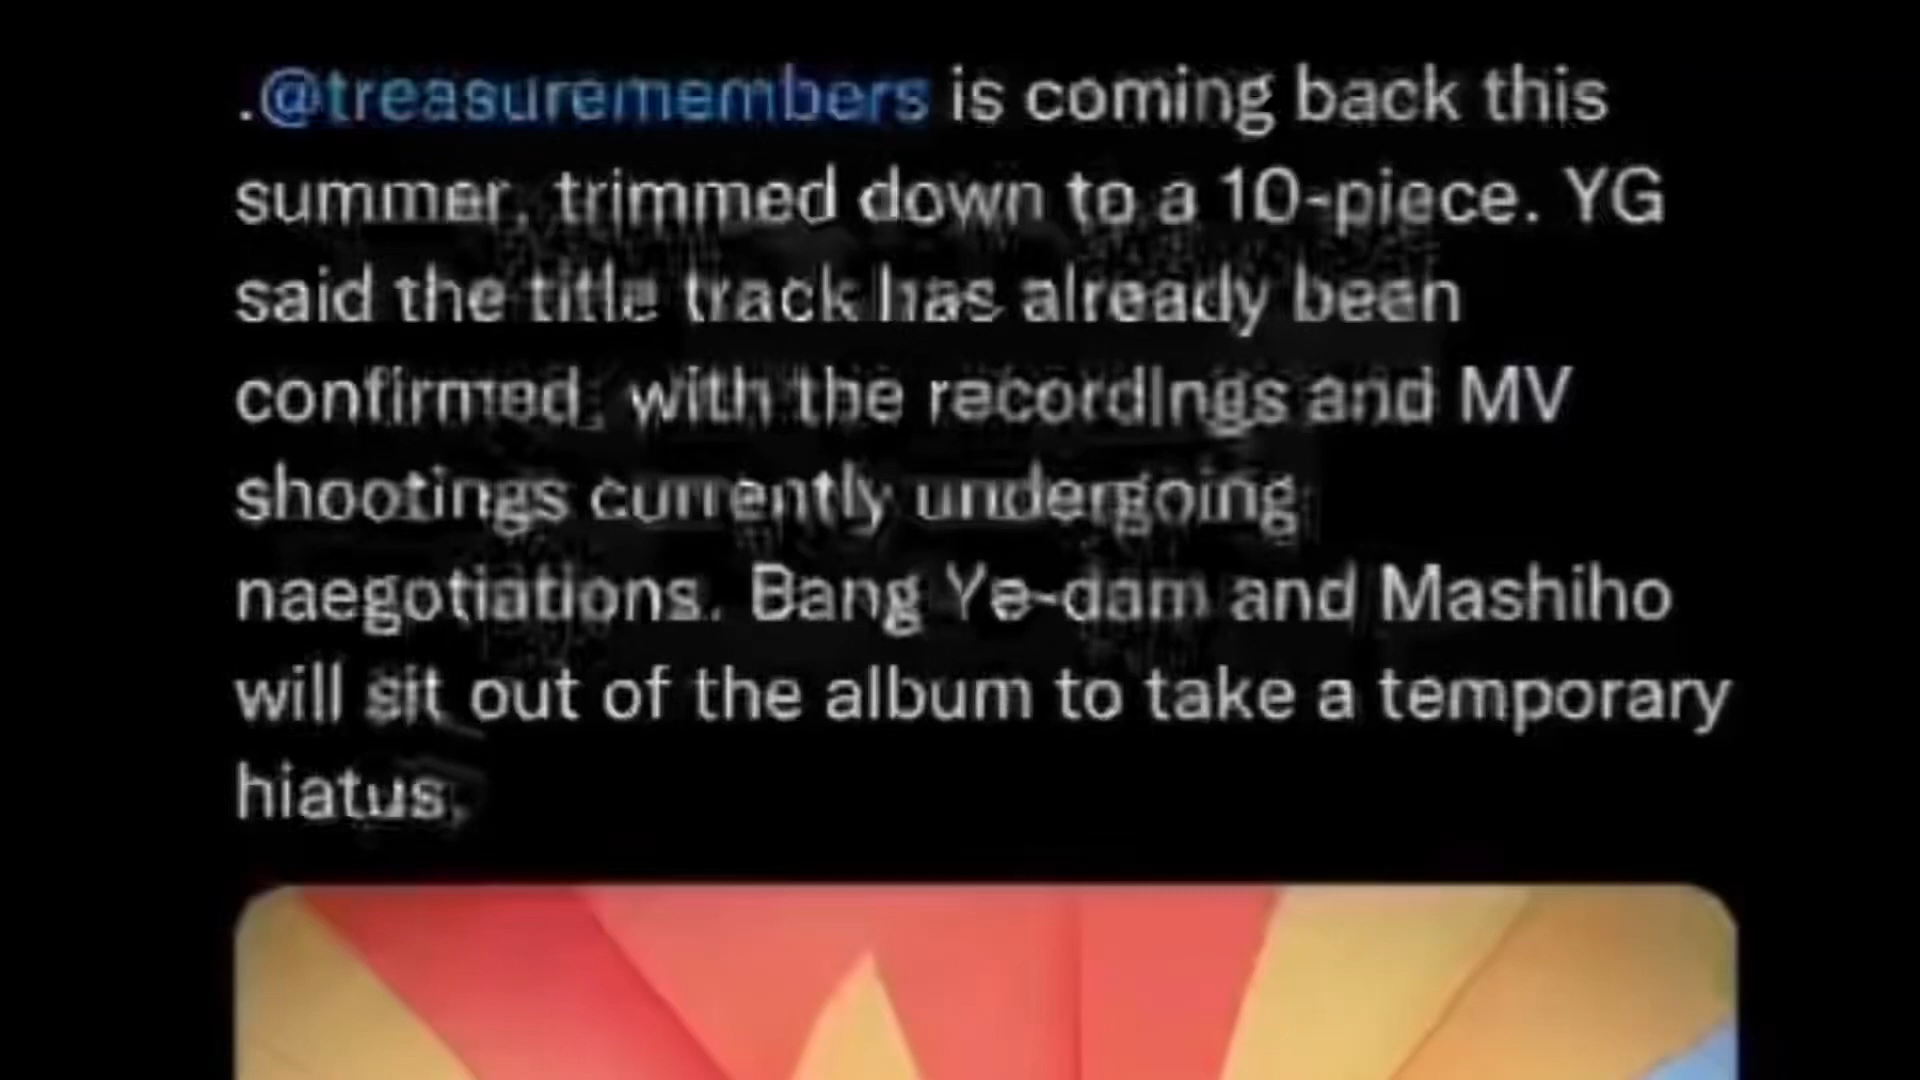 .@treasuremembers is coming back this
summer, trimmed down to a 10-piece. YG
said the title track has already been
confirmed, with the recordings and MV
shootings currently undergoing
naegotiations. Bang Ye-dam and Mashiho
will sit out of the album to take a temporary
hiatus.